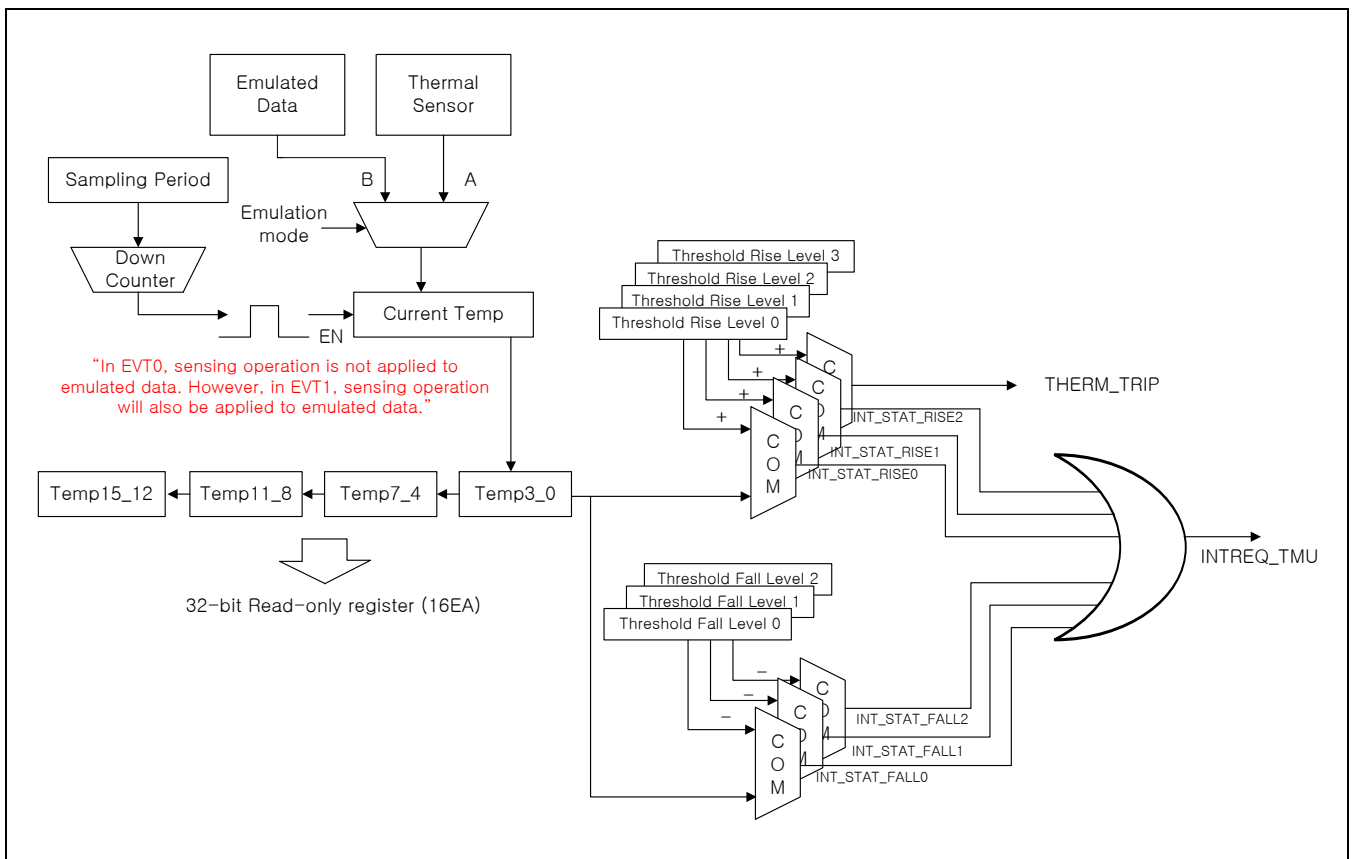 Emulated
Data
Thermal
Sensor
Sampling Period
B
A
Emulation
mode
Down
Counter
EN
Current Temp
“In EVT0, sensing operation is not applied to
emulated data. However, in EVT1, sensing operation
will also be applied to emulated data.”
Threshold Rise Level 3
Threshold Rise Level 2
Threshold Rise Level 1
Threshold Rise Level 0
+
+
+
+
C
O
M
C
O
M
C
O
M
C
O
M
THERM_TRIP
INT_STAT_RISE2
INT_STAT_RISE1
INT_STAT_RISE0
Temp15_12
Temp11_8
Temp7_4
Temp3_0
32-bit Read-only register (16EA)
INTREQ_TMU
Threshold Fall Level 2
Threshold Fall Level 1
Threshold Fall Level 0
−
−
−
C
O
M
C
O
M
C
O
M
INT_STAT_FALL2
INT_STAT_FALL1
INT_STAT_FALL0